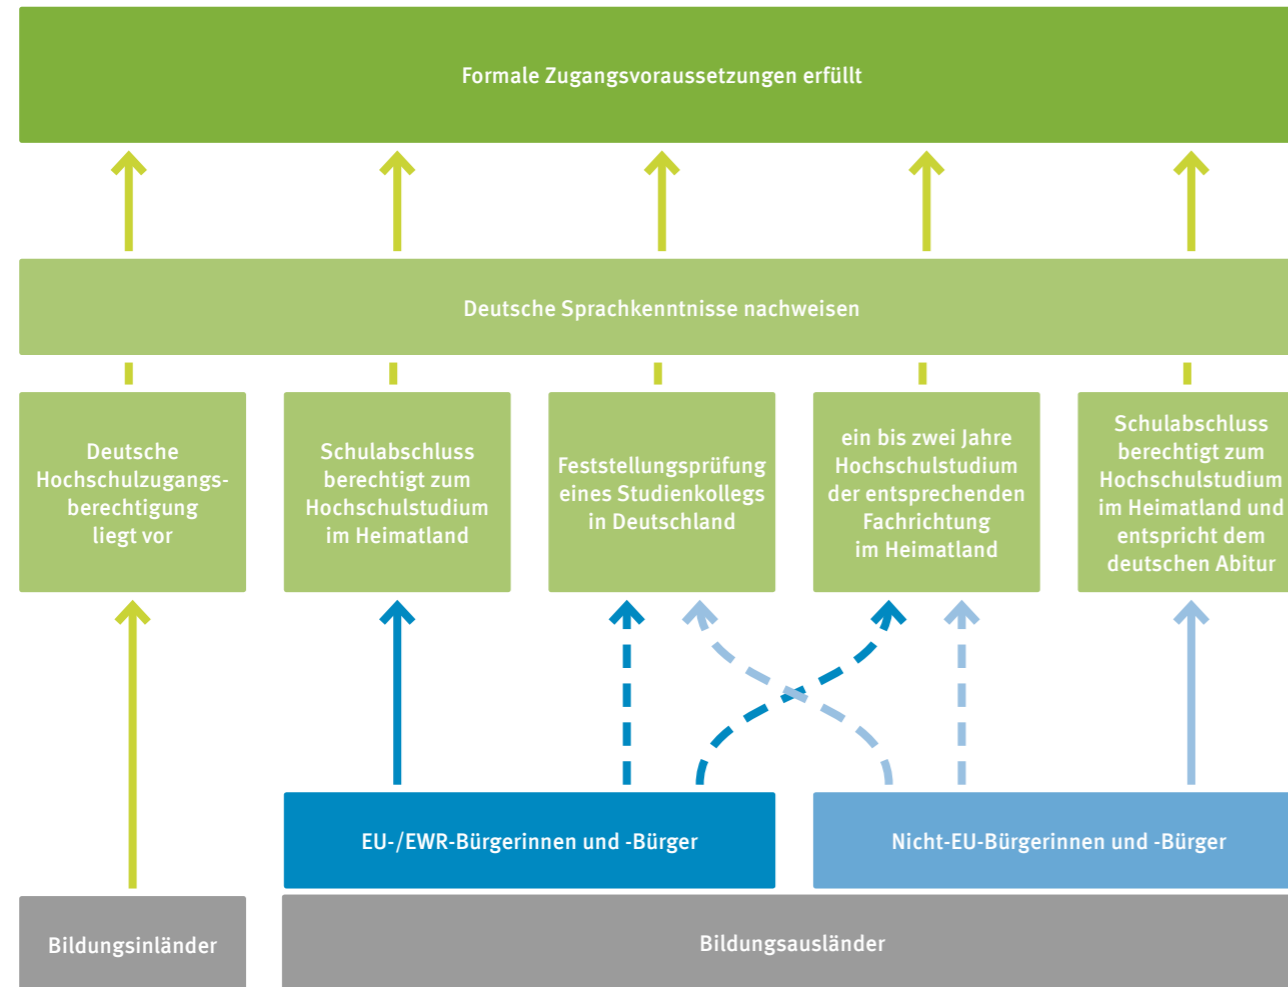 Formale Zugangsvoraussetzungen erfüllt
Deutsche Sprachkenntnisse nachweisen
Deutsche
Hochschulzugangs-
berechtigung
liegt vor
Schulabschluss
berechtigt zum
Hochschulstudium
im Heimatland
Feststellungsprüfung
eines Studienkollegs
in Deutschland
ein bis zwei Jahre
Hochschulstudium
der entsprechenden
Fachrichtung
im Heimatland
Schulabschluss
berechtigt zum
Hochschulstudium
im Heimatland und
entspricht dem
deutschen Abitur
EU-/EWR-Bürgerinnen und -Bürger
Nicht-EU-Bürgerinnen und -Bürger
Bildungsinländer
Bildungsausländer